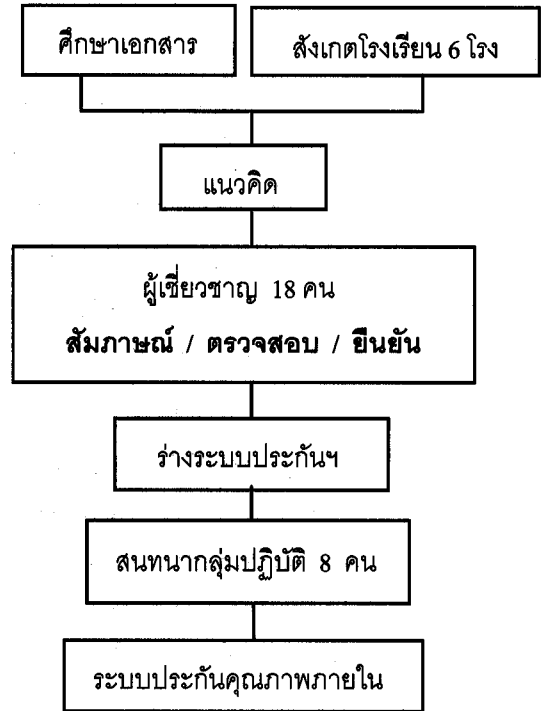 ศึกษาเอกสาร
สังเกตโรงเรียน 6 โรง
แนวคิด
ผู้เชี่ยวชาญ 18 คน
สัมภาษณ์ / ตรวจสอบ / ยืนยัน
ร่างระบบประกันฯ
สนทนากลุ่มปฏิบัติ 8 คน
ระบบประกันคุณภาพภายใน